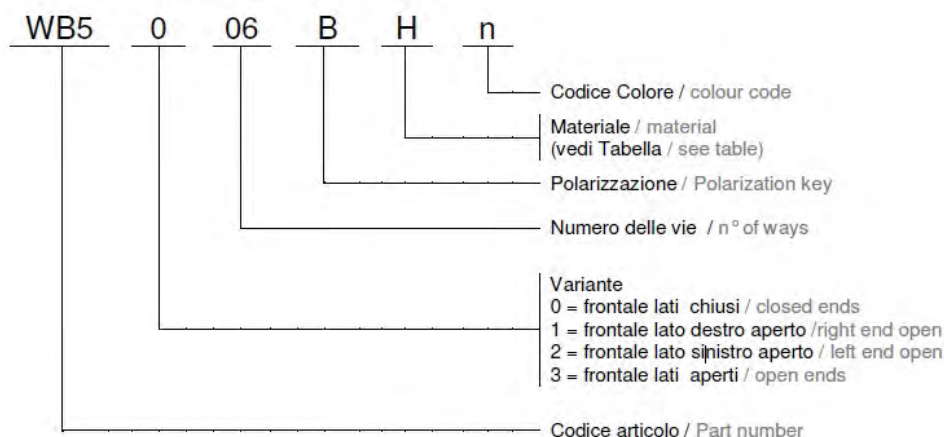 WB5 0 06 B H n
Codice Colore / colour code
Materiale / material
(vedi Tabella / see table)
Polarizzazione / Polarization key
Numero delle vie / n° of ways
Variante
0 = frontale lati chiusi / closed ends
1 = frontale lato destro aperto /right end open
2 = frontale lato sinistro aperto / left end open
3 = frontale lati aperti / open ends
Codice articolo / Part number